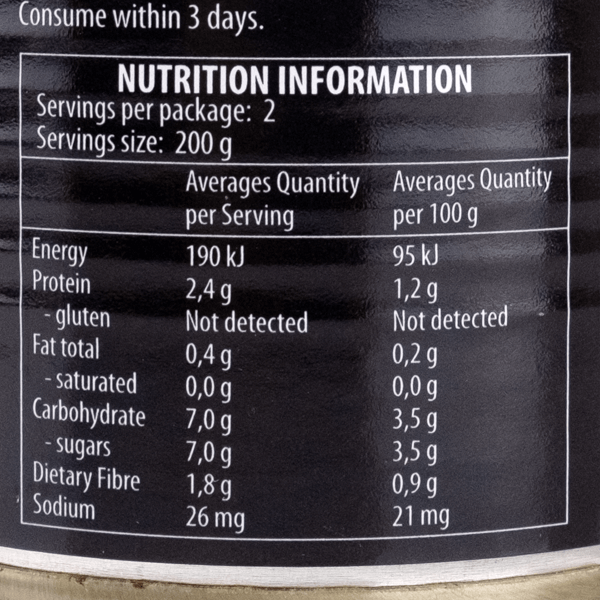 Consume within 3 days.
NUTRITION INFORMATION
Servings per package: 2
Servings size: 200 g
Averages Quantity per Serving Averages Quantity per 100 g
Energy 190 kJ 95 kJ
Protein 2,4 g 1,2 g
- gluten Not detected Not detected
Fat total 0,4 g 0,2 g
- saturated 0,0 g 0,0 g
Carbohydrate 7,0 g 3,5 g
- sugars 7,0 g 3,5 g
Dietary Fibre 1,8 g 0,9 g
Sodium 26 mg 21 mg